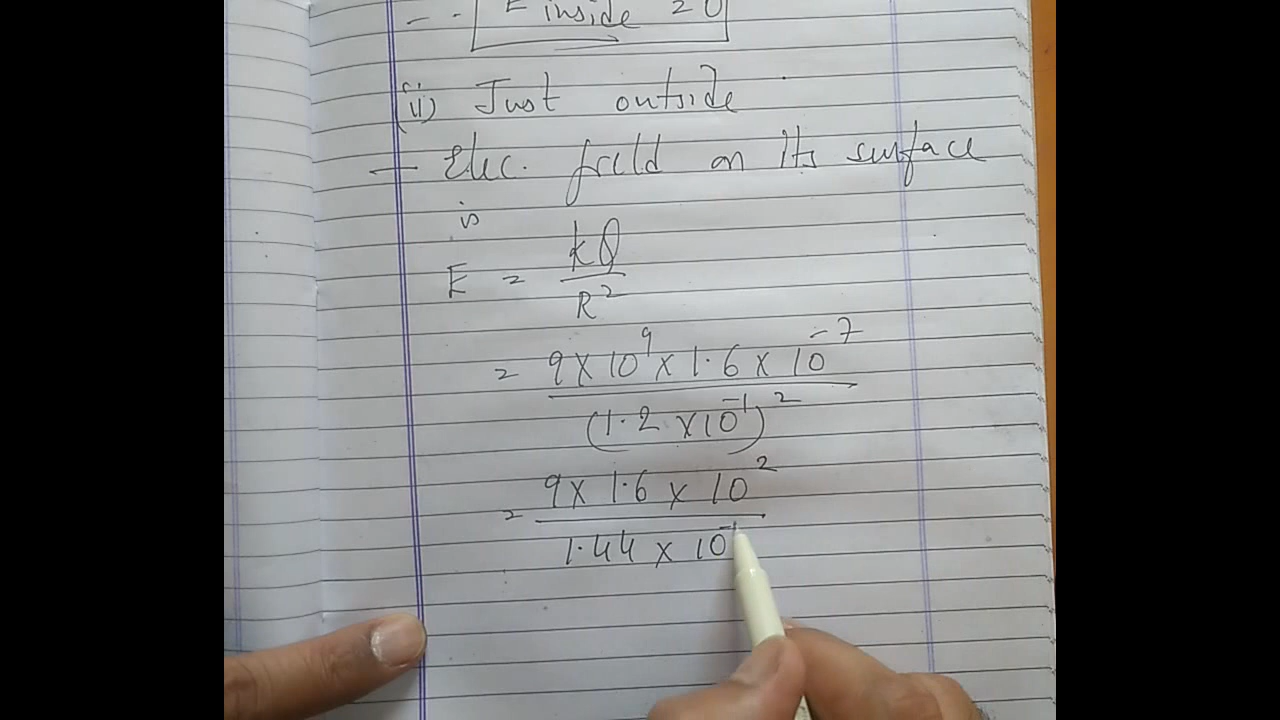 E inside = 0
(ii) Just outside
Elec. field on its surface
is
E = kQ
R²
= 9 x 10⁹ x 1.6 x 10⁻⁷
(1.2 x 10⁻¹)²
= 9 x 1.6 x 10²
1.44 x 10⁻